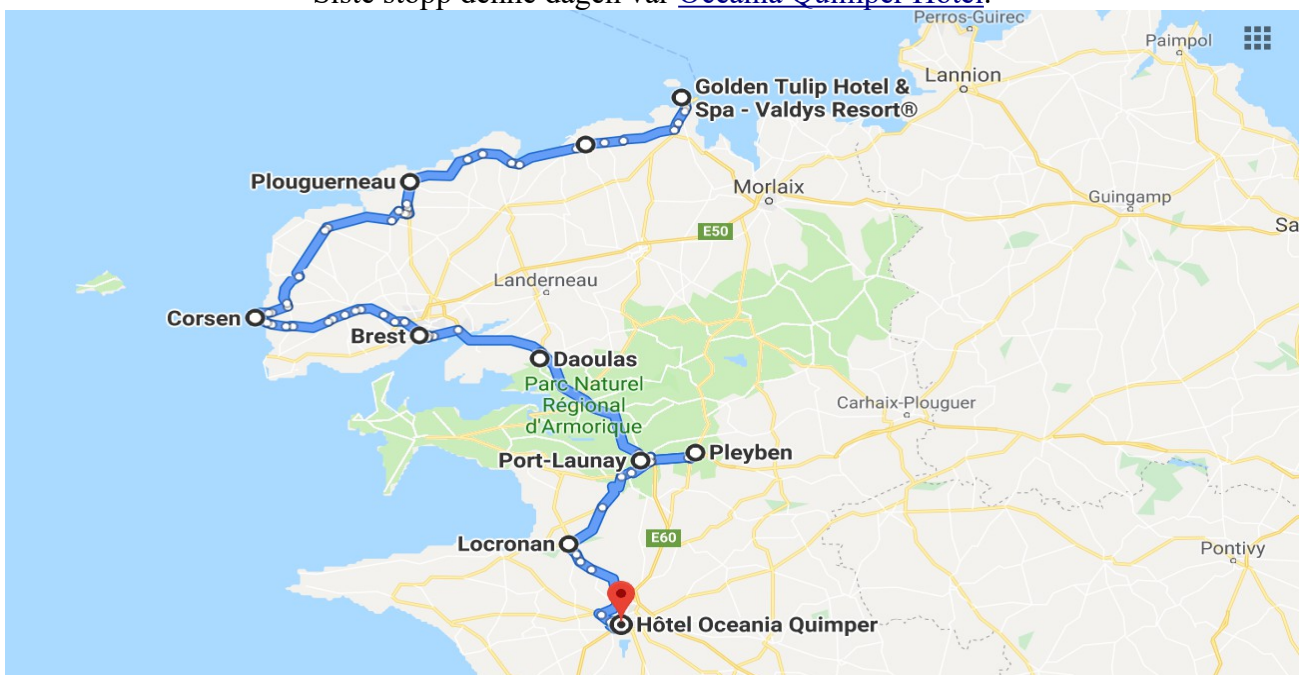 Siste stopp denne dagen var Oceania Quimper Hotel.
Perros-Guirec
Paimpol
Lannion
Golden Tulip Hotel &
Spa - Valdys Resort®
Plouguerneau
Morlaix
Guingamp
Sa
E50
Landerneau
Corsen
Brest
Daoulas
Parc Naturel
Régional
d'Armorique
Carhaix-Plouguer
Port-Launay
Pleyben
Locronan
E60
Pontivy
Hôtel Oceania Quimper